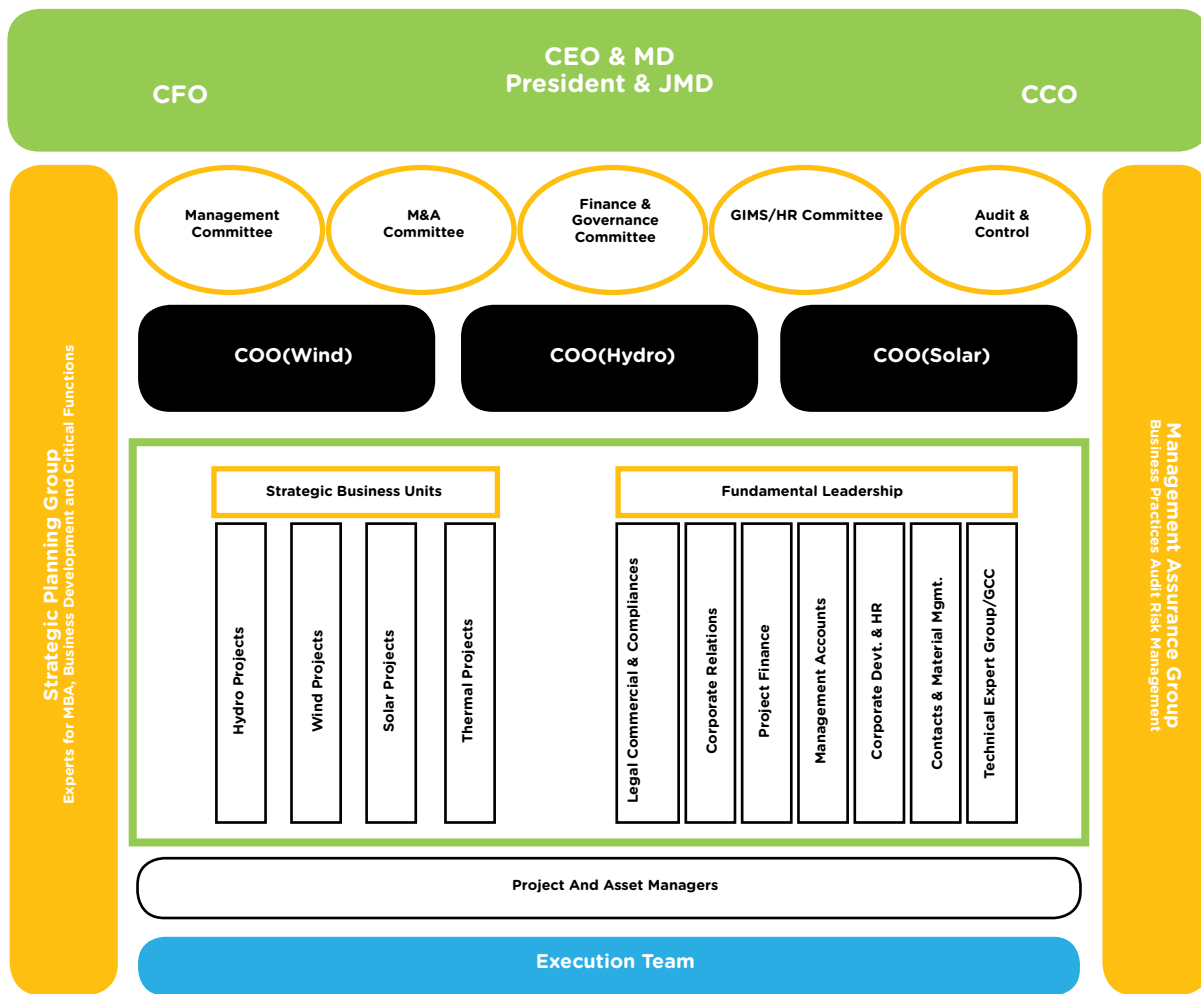 CEO & MD
President & JMD
CFO
CCO
Management
Committee
M&A
Committee
Finance &
Governance
Committee
GIMS/HR Committee
Audit &
Control
COO(Wind)
COO(Hydro)
COO(Solar)
Strategic Planning Group
Experts for MBA, Business Development and Critical Functions
Management Assurance Group
Business Practices Audit Risk Management
Strategic Business Units
Hydro Projects
Wind Projects
Solar Projects
Thermal Projects
Fundamental Leadership
Legal Commercial & Compliances
Corporate Relations
Project Finance
Management Accounts
Corporate Devt. & HR
Contacts & Material Mgmt.
Technical Expert Group/GCC
Project And Asset Managers
Execution Team